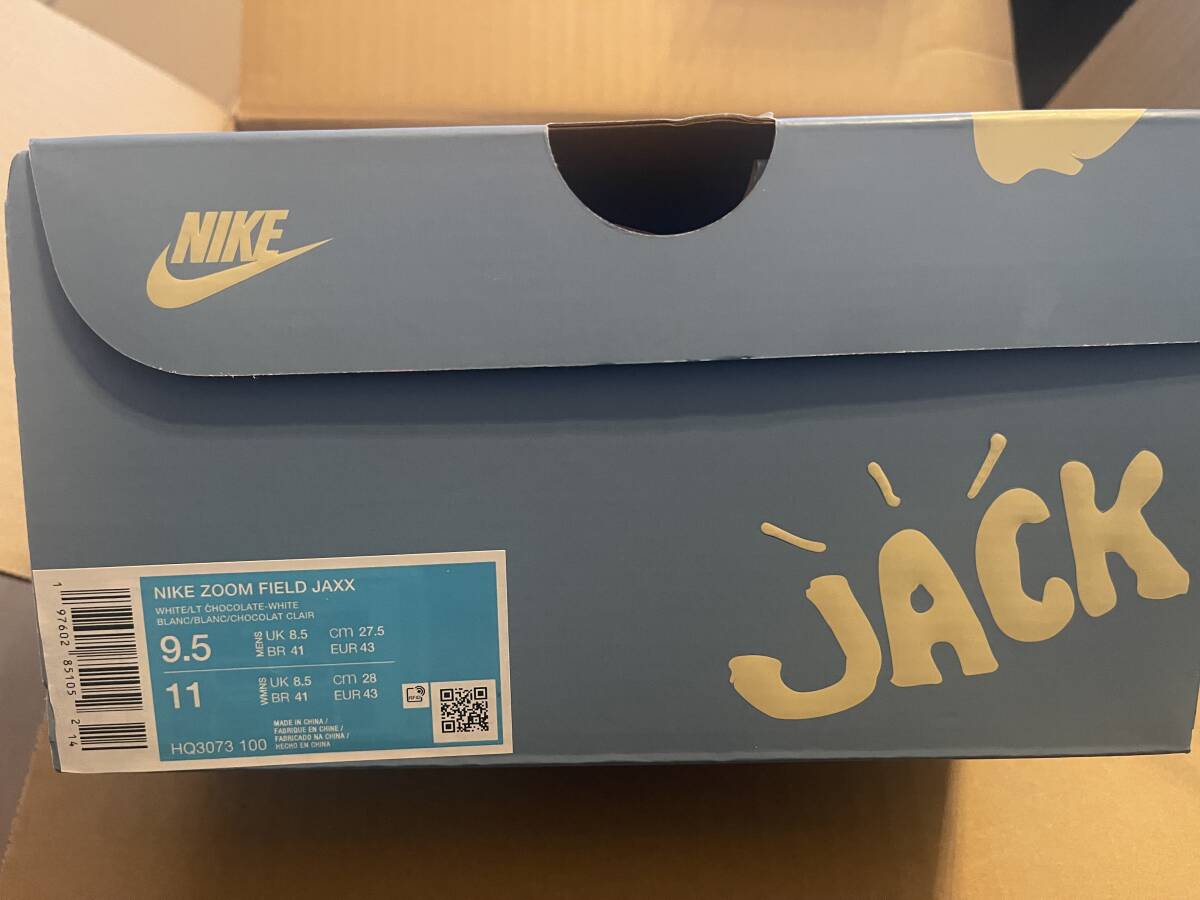 NIKE
JACK
NIKE ZOOM FIELD JAXX
WHITE/LT CHOCOLATE-WHITE
BLANC/BLANC/CHOCOLAT CLAIR
9.5 MENS UK 8.5 cm 27.5
BR 41 EUR 43
11 WMNS UK 8.5 cm 28
BR 41 EUR 43
MADE IN CHINA /
FABRIQUE EN CHINE /
FABRICADO NA CHINA /
HECHO EN CHINA
HQ3073 100
1 97602 85105 2 14